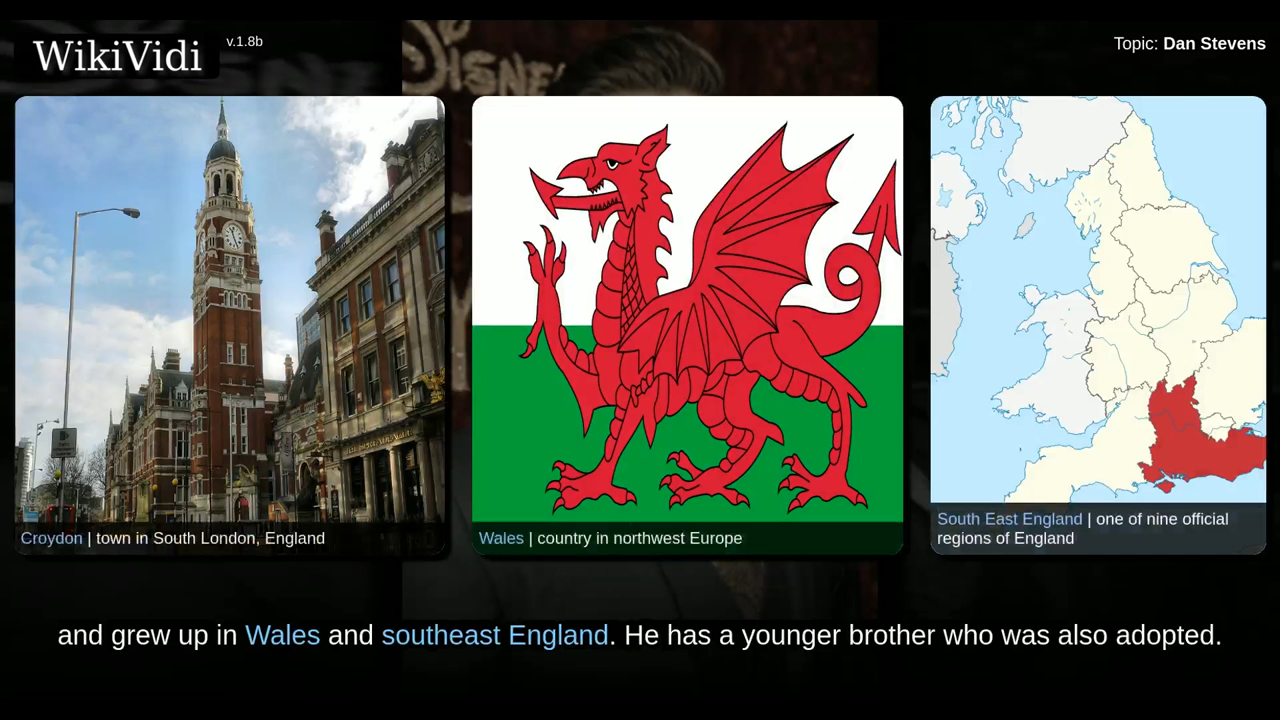 WikiVidi
v.1.8b
Topic: Dan Stevens
DISNEY
Croydon | town in South London, England
Wales | country in northwest Europe
South East England | one of nine official
regions of England
and grew up in Wales and southeast England. He has a younger brother who was also adopted.